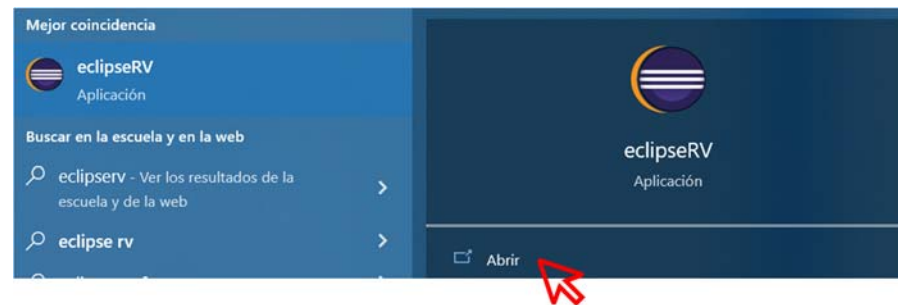 Mejor coincidencia
eclipseRV
Aplicación
Buscar en la escuela y en la web
eclipserv - Ver los resultados de la
escuela y de la web
eclipse rv
eclipseRV
Aplicación
Abrir